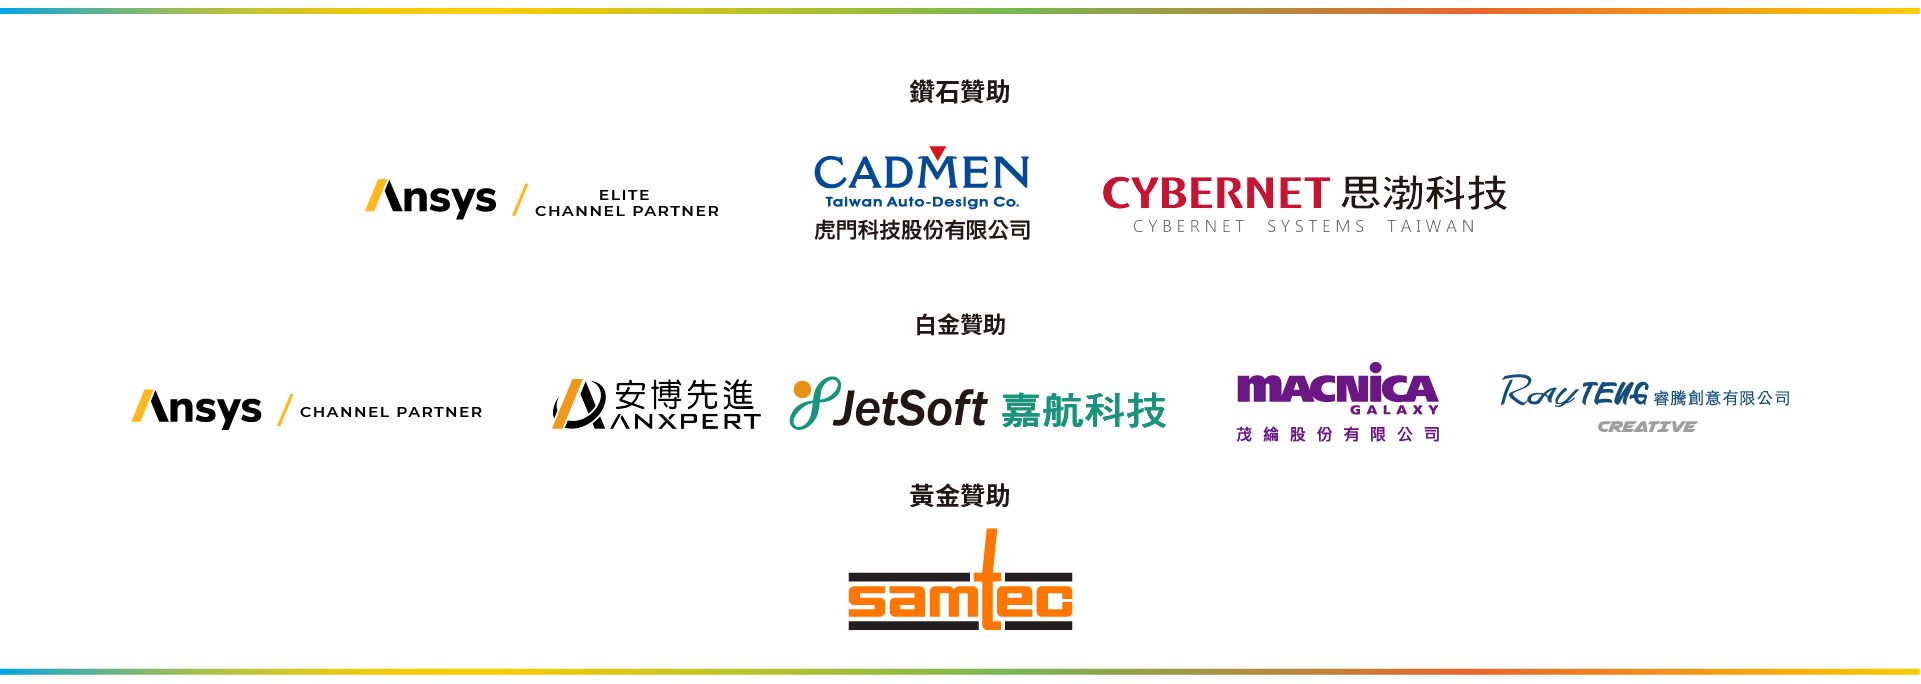 鑽石贊助
Ansys / ELITE
CHANNEL PARTNER
CADMEN
Taiwan Auto-Design Co.
虎門科技股份有限公司
CYBERNET 思渤科技
CYBERNET SYSTEMS TAIWAN
白金贊助
Ansys / CHANNEL PARTNER
安博先進
ANXPERT
JetSoft 嘉航科技
MACNICA
GALAXY
茂綸股份有限公司
RAYTENG 睿騰創意有限公司
CREATIVE
黃金贊助
samtec